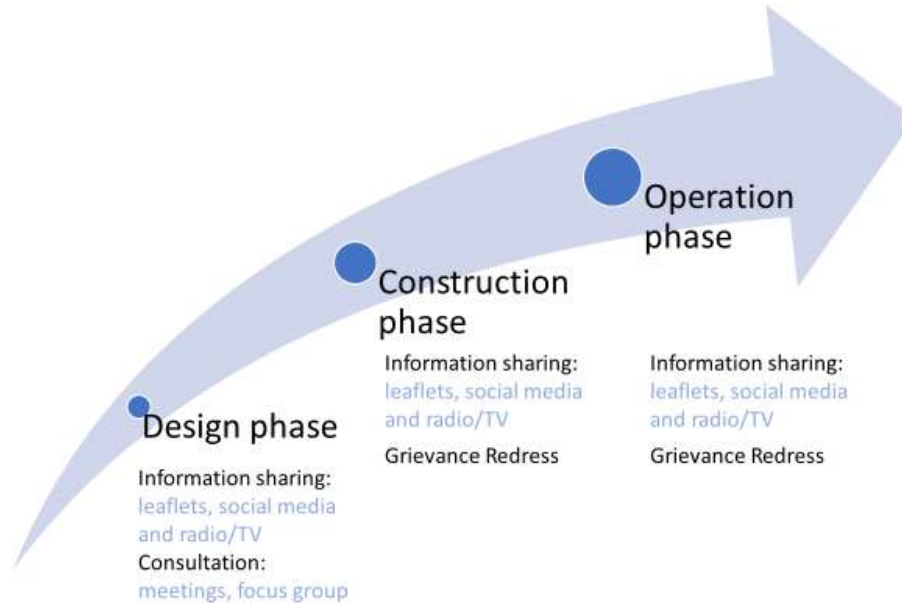 Operation
phase
Construction
phase
Information sharing:
leaflets, social media
and radio/TV
Grievance Redress
Information sharing:
leaflets, social media
and radio/TV
Grievance Redress
Design phase
Information sharing:
leaflets, social media
and radio/TV
Consultation:
meetings, focus group